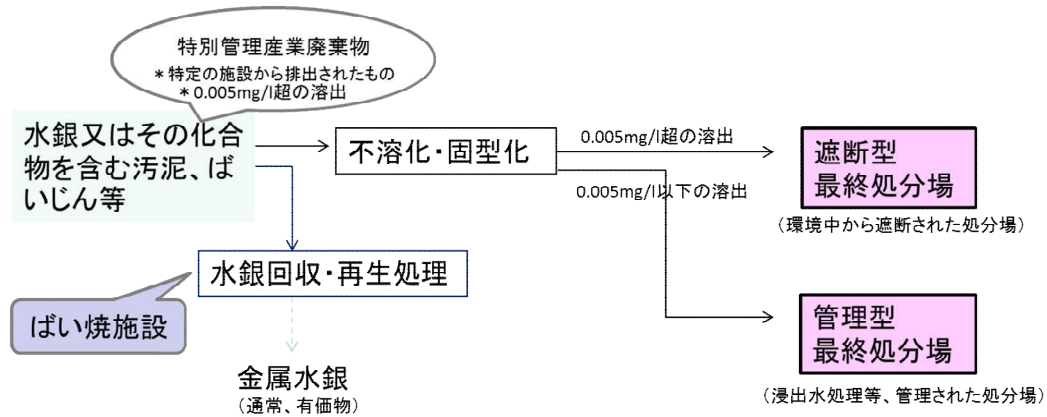 特別管理産業廃棄物
＊特定の施設から排出されたもの
＊0.005mg/l超の溶出
水銀又はその化合
物を含む汚泥、ば
いじん等
不溶化・固型化
0.005mg/l超の溶出
0.005mg/l以下の溶出
遮断型
最終処分場
（環境中から遮断された処分場）
水銀回収・再生処理
ばい焼施設
管理型
最終処分場
（浸出水処理等、管理された処分場）
金属水銀
（通常、有価物）